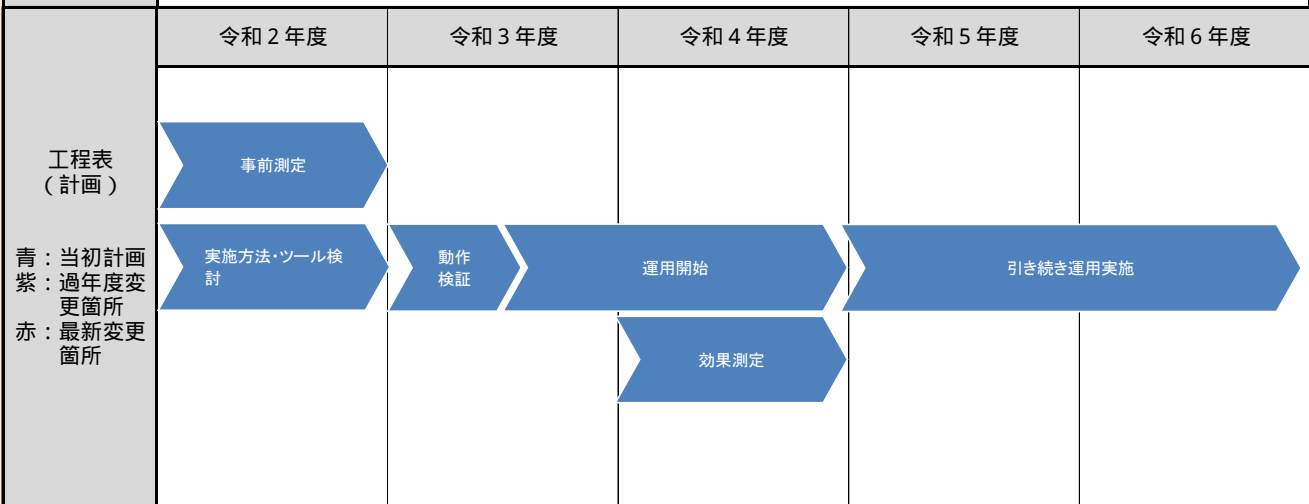 令和２年度
令和３年度
令和４年度
令和５年度
令和６年度
工程表
（計画）
青：当初計画
紫：過年度変
更箇所
赤：最新変更
箇所
事前測定
実施方法・ツール検
討
動作
検証
運用開始
引き続き運用実施
効果測定